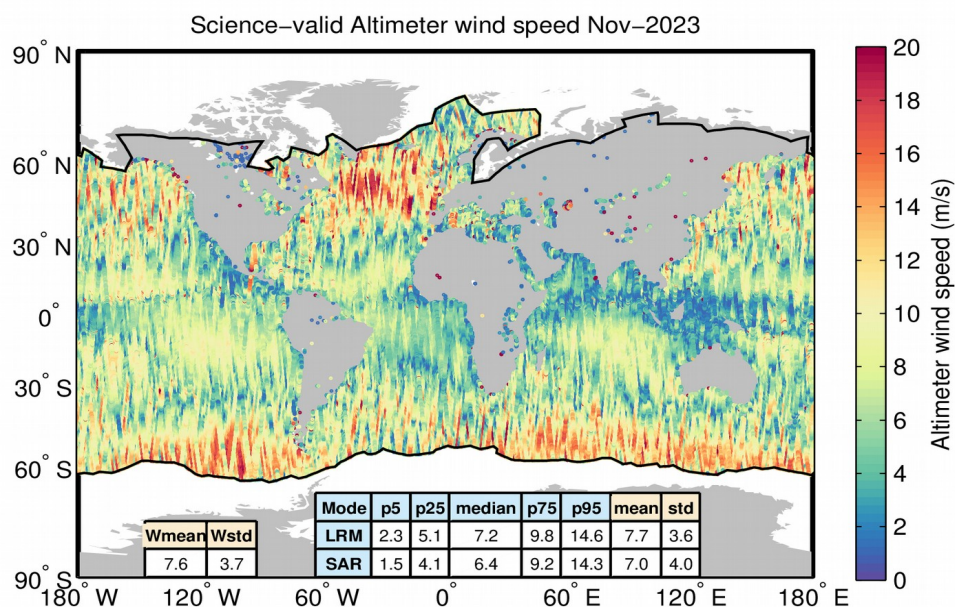 Science−valid Altimeter wind speed Nov−2023
90° N
60° N
30° N
0°
30° S
60° S
90° S
180° W
120° W
60° W
0°
60° E
120° E
180° E
Wmean Wstd
7.6 3.7
Mode p5 p25 median p75 p95 mean std
LRM 2.3 5.1 7.2 9.8 14.6 7.7 3.6
SAR 1.5 4.1 6.4 9.2 14.3 7.0 4.0
20
18
16
14
12
10
8
6
4
2
0
Altimeter wind speed (m/s)